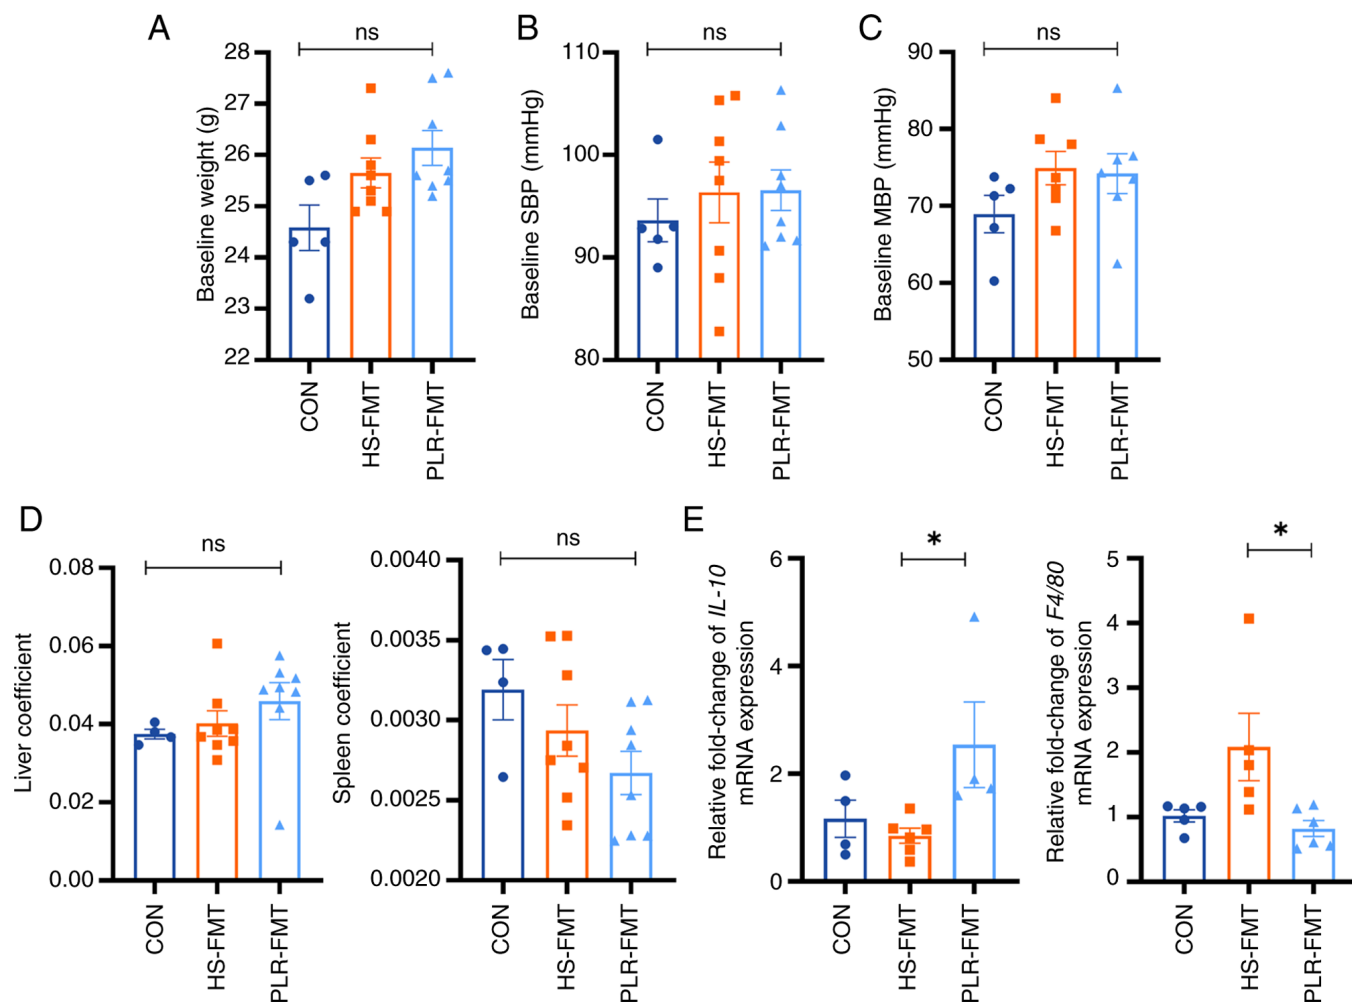 A
ns
Baseline weight (g)
28
27
26
25
24
23
22
CON
HS-FMT
PLR-FMT
B
ns
Baseline SBP (mmHg)
110
100
90
80
CON
HS-FMT
PLR-FMT
C
ns
Baseline MBP (mmHg)
90
80
70
60
50
CON
HS-FMT
PLR-FMT
D
ns
Liver coefficient
0.08
0.06
0.04
0.02
0.00
CON
HS-FMT
PLR-FMT
ns
Spleen coefficient
0.0040
0.0035
0.0030
0.0025
0.0020
CON
HS-FMT
PLR-FMT
E
*
Relative fold-change of IL-10
mRNA expression
6
4
2
0
CON
HS-FMT
PLR-FMT
*
Relative fold-change of F4/80
mRNA expression
5
4
3
2
1
0
CON
HS-FMT
PLR-FMT